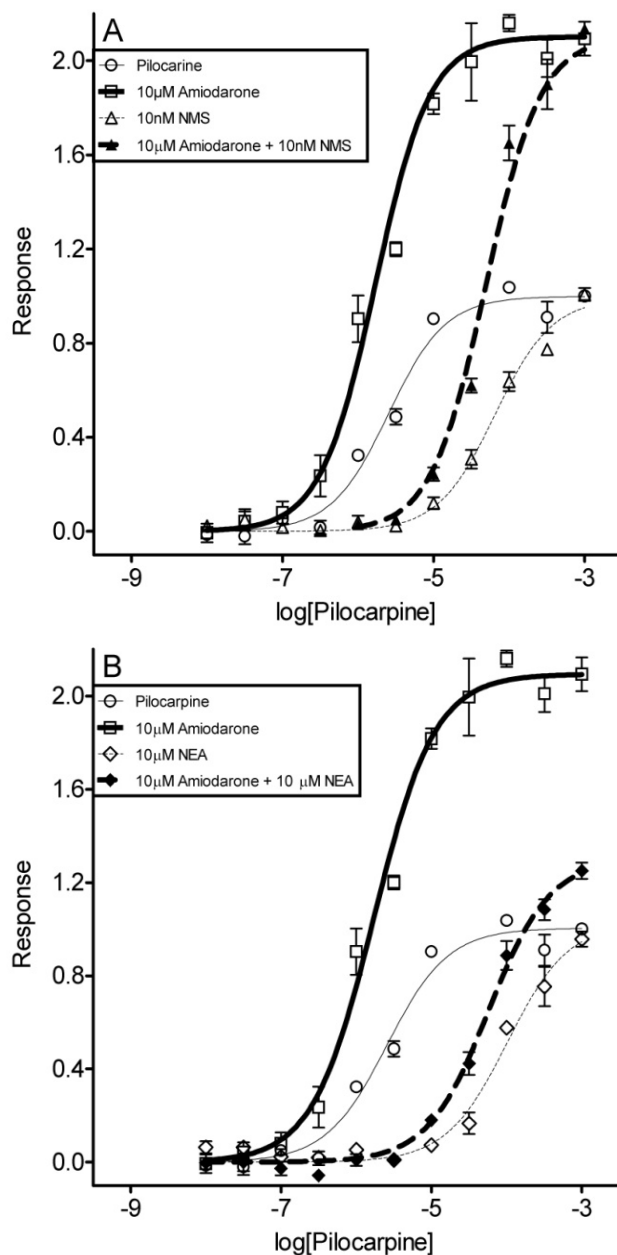 A
Pilocarine
10µM Amiodarone
10nM NMS
10µM Amiodarone + 10nM NMS
2.0
1.6
1.2
0.8
0.4
0.0
Response
-9
-7
-5
-3
log[Pilocarpine]
B
Pilocarpine
10µM Amiodarone
10µM NEA
10µM Amiodarone + 10 µM NEA
2.0
1.6
1.2
0.8
0.4
0.0
Response
-9
-7
-5
-3
log[Pilocarpine]